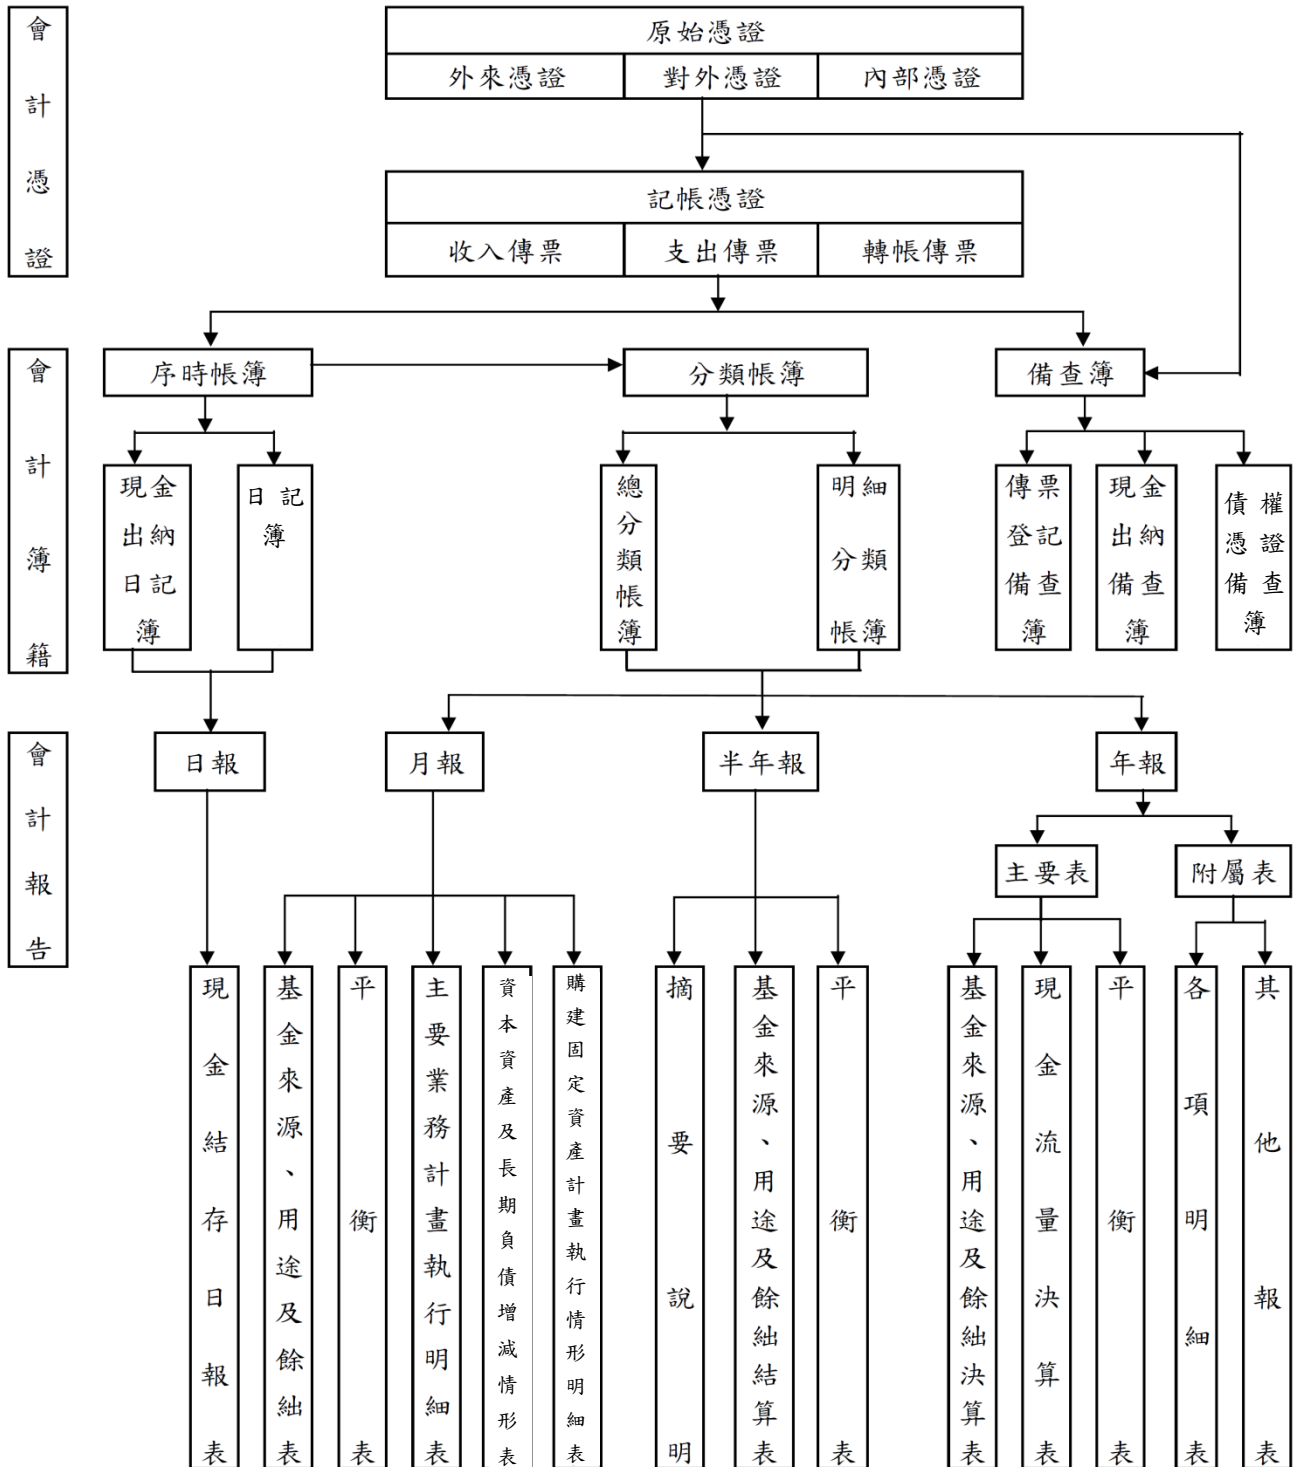 會計憑證
原始憑證
外來憑證
對外憑證
內部憑證
記帳憑證
收入傳票
支出傳票
轉帳傳票
會計簿籍
序時帳簿
分類帳簿
備查簿
現金
出納
日記
簿
日記
簿
總分類帳簿
明細
分類
帳簿
傳票
登記
備查
簿
現金
出納
備查
簿
債權
憑證
備查
簿
會計報告
日報
月報
半年報
年報
主要表
附屬表
現金結存日報表
基金來源、用途及餘絀表
平衡表
主要業務計畫執行明細表
資本資產及長期負債增減情形表
購建固定資產計畫執行情形明細表
摘要說明
基金來源、用途及餘絀結算表
平衡表
基金來源、用途及餘絀決算表
現金流量決算表
平衡表
各項明細表
其他報表